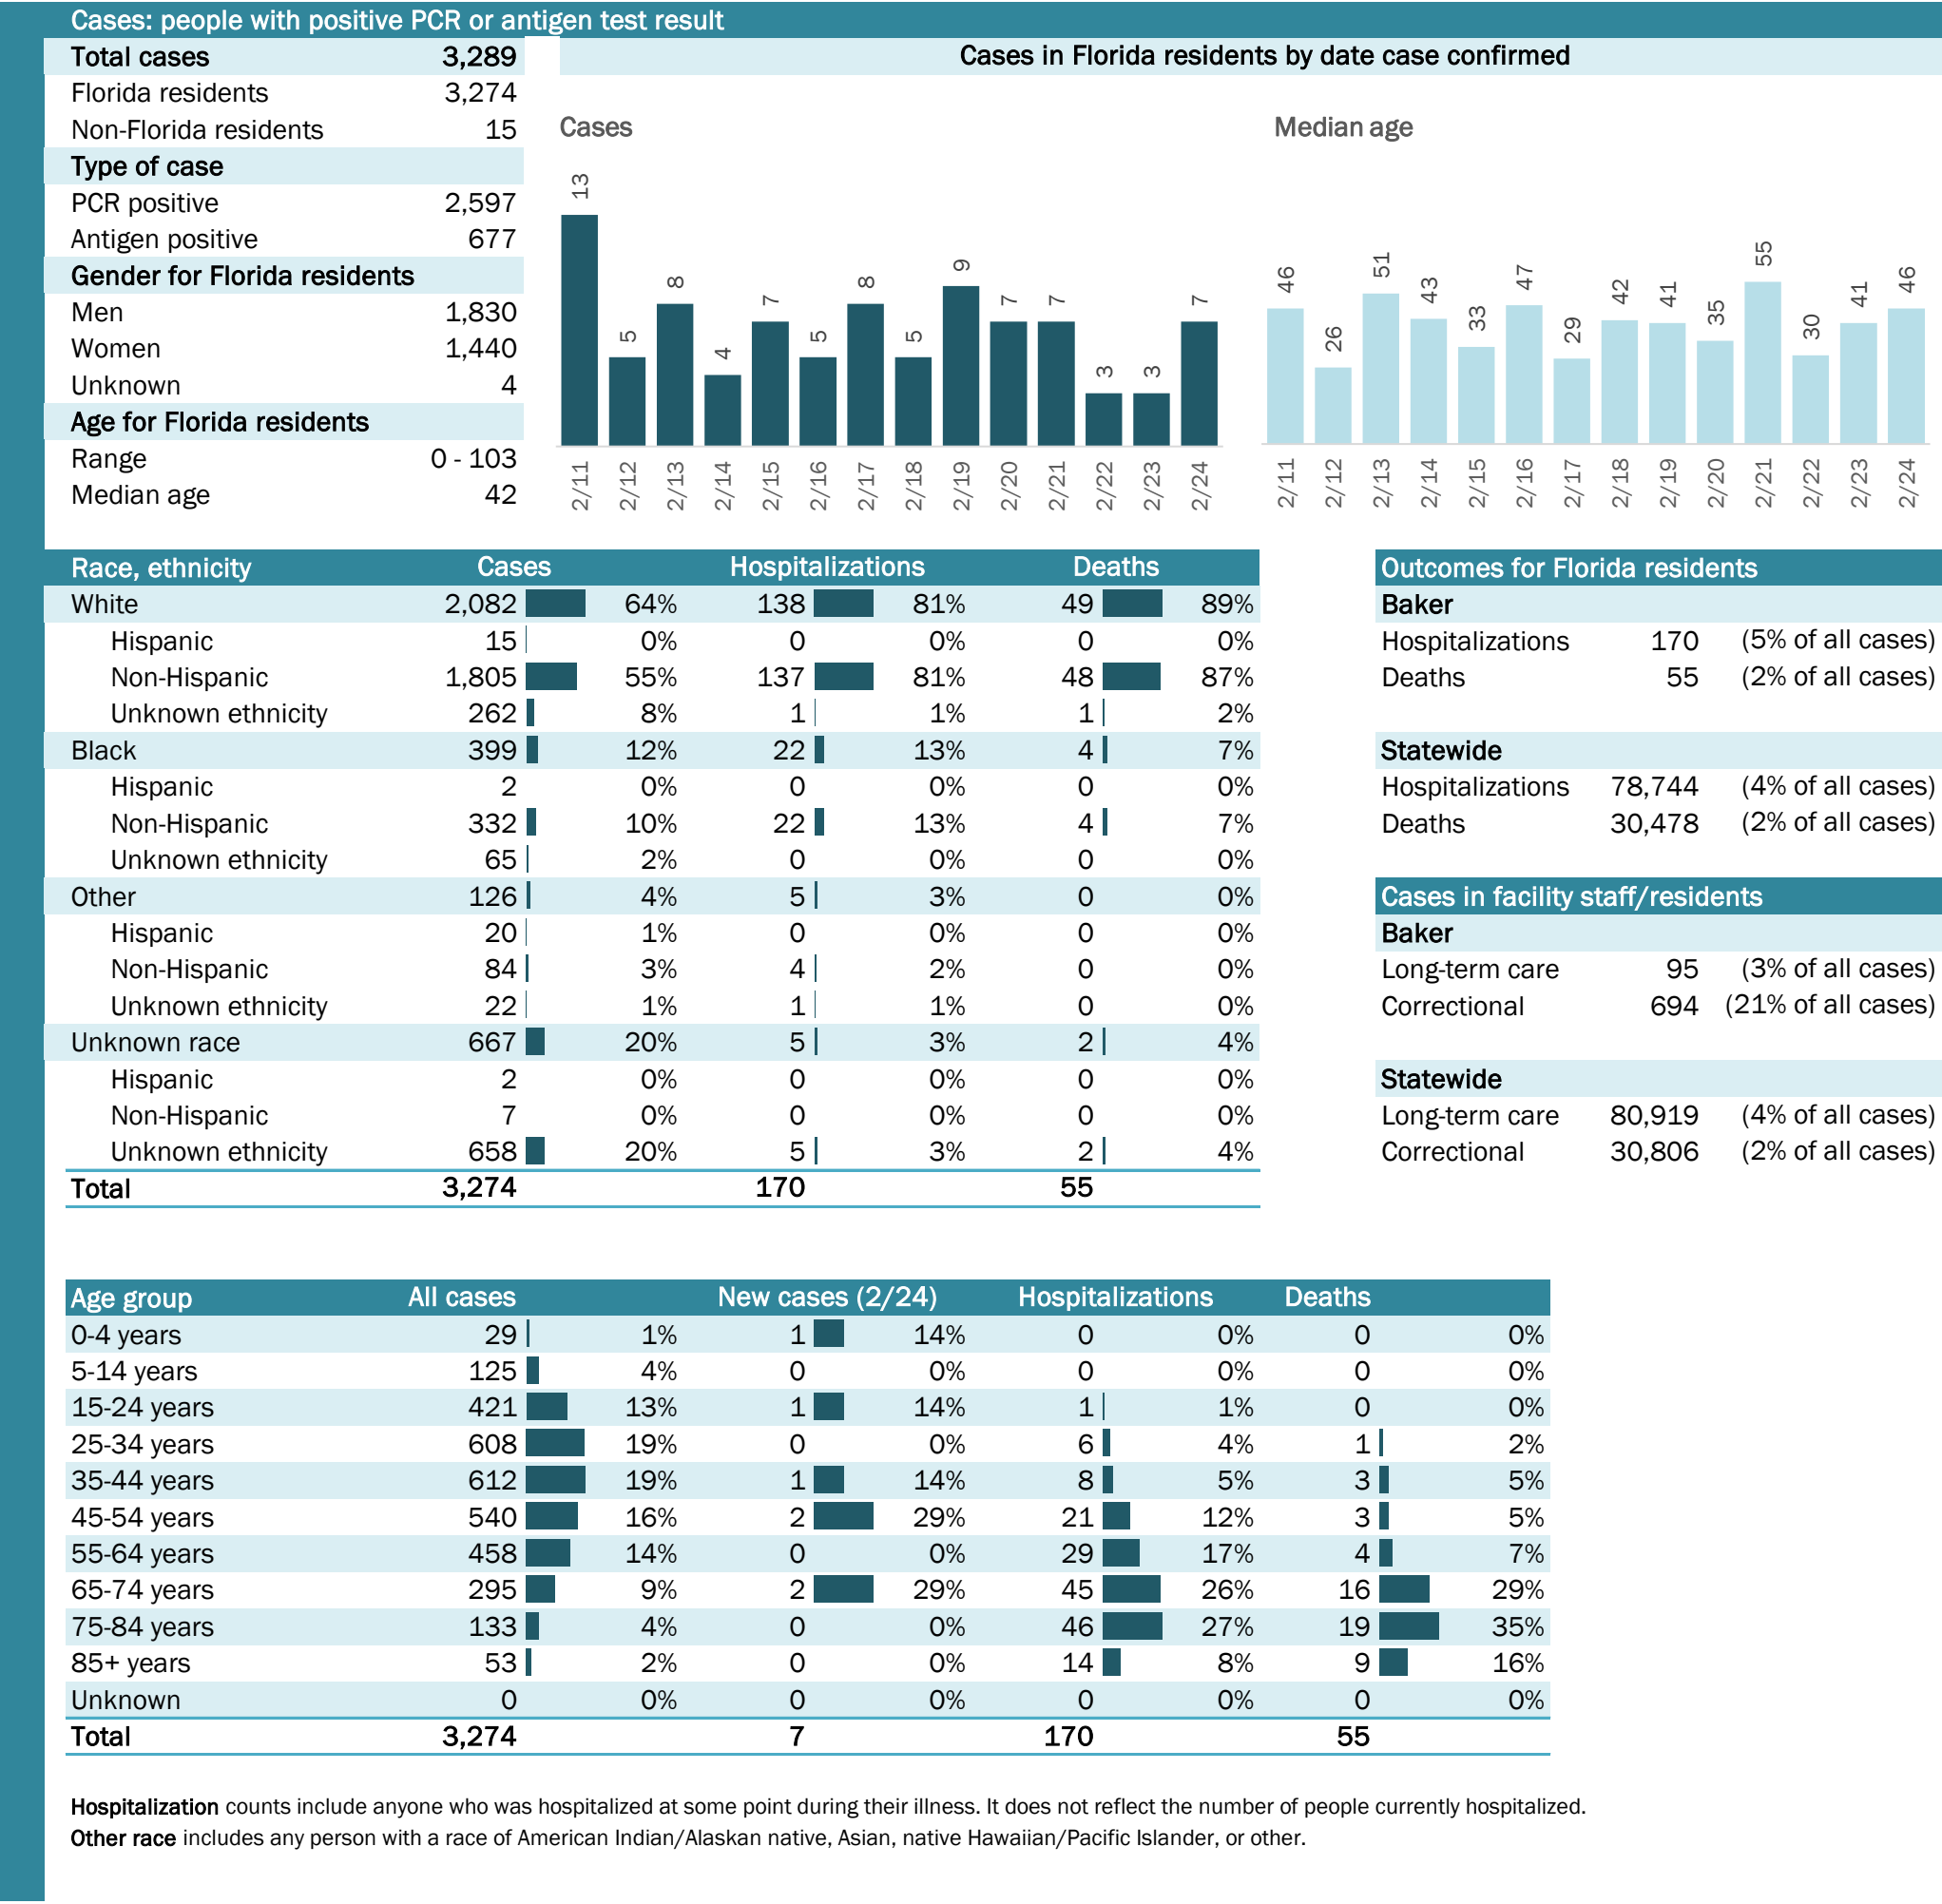 Cases: people with positive PCR or antigen test result
Total cases 3,289
Florida residents 3,274
Non-Florida residents 15
Type of case
PCR positive 2,597
Antigen positive 677
Gender for Florida residents
Men 1,830
Women 1,440
Unknown 4
Age for Florida residents
Range 0 - 103
Median age 42
Cases in Florida residents by date case confirmed
Cases
13 5 8 4 7 5 8 5 9 7 7 3 3 7
2/11 2/12 2/13 2/14 2/15 2/16 2/17 2/18 2/19 2/20 2/21 2/22 2/23 2/24
Median age
46 26 51 43 33 47 29 42 41 35 55 30 41 46
2/11 2/12 2/13 2/14 2/15 2/16 2/17 2/18 2/19 2/20 2/21 2/22 2/23 2/24
Race, ethnicity Cases Hospitalizations Deaths
White 2,082 64% 138 81% 49 89%
Hispanic 15 0% 0 0% 0 0%
Non-Hispanic 1,805 55% 137 81% 48 87%
Unknown ethnicity 262 8% 1 1% 1 2%
Black 399 12% 22 13% 4 7%
Hispanic 2 0% 0 0% 0 0%
Non-Hispanic 332 10% 22 13% 4 7%
Unknown ethnicity 65 2% 0 0% 0 0%
Other 126 4% 5 3% 0 0%
Hispanic 20 1% 0 0% 0 0%
Non-Hispanic 84 3% 4 2% 0 0%
Unknown ethnicity 22 1% 1 1% 0 0%
Unknown race 667 20% 5 3% 2 4%
Hispanic 2 0% 0 0% 0 0%
Non-Hispanic 7 0% 0 0% 0 0%
Unknown ethnicity 658 20% 5 3% 2 4%
Total 3,274 170 55
Outcomes for Florida residents
Baker
Hospitalizations 170 (5% of all cases)
Deaths 55 (2% of all cases)
Statewide
Hospitalizations 78,744 (4% of all cases)
Deaths 30,478 (2% of all cases)
Cases in facility staff/residents
Baker
Long-term care 95 (3% of all cases)
Correctional 694 (21% of all cases)
Statewide
Long-term care 80,919 (4% of all cases)
Correctional 30,806 (2% of all cases)
Age group All cases New cases (2/24) Hospitalizations Deaths
0-4 years 29 1% 1 14% 0 0% 0 0%
5-14 years 125 4% 0 0% 0 0% 0 0%
15-24 years 421 13% 1 14% 1 1% 0 0%
25-34 years 608 19% 0 0% 6 4% 1 2%
35-44 years 612 19% 1 14% 8 5% 3 5%
45-54 years 540 16% 2 29% 21 12% 3 5%
55-64 years 458 14% 0 0% 29 17% 4 7%
65-74 years 295 9% 2 29% 45 26% 16 29%
75-84 years 133 4% 0 0% 46 27% 19 35%
85+ years 53 2% 0 0% 14 8% 9 16%
Unknown 0 0% 0 0% 0 0% 0 0%
Total 3,274 7 170 55
Hospitalization counts include anyone who was hospitalized at some point during their illness. It does not reflect the number of people currently hospitalized.
Other race includes any person with a race of American Indian/Alaskan native, Asian, native Hawaiian/Pacific Islander, or other.